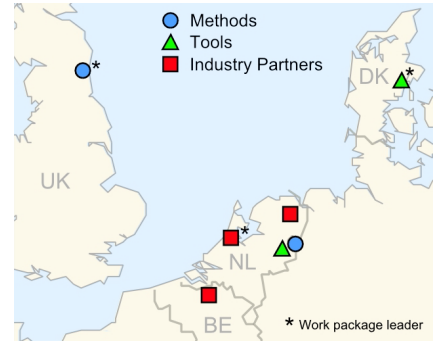 Methods
Tools
Industry Partners
*
DK *
UK
*
NL
BE
* Work package leader